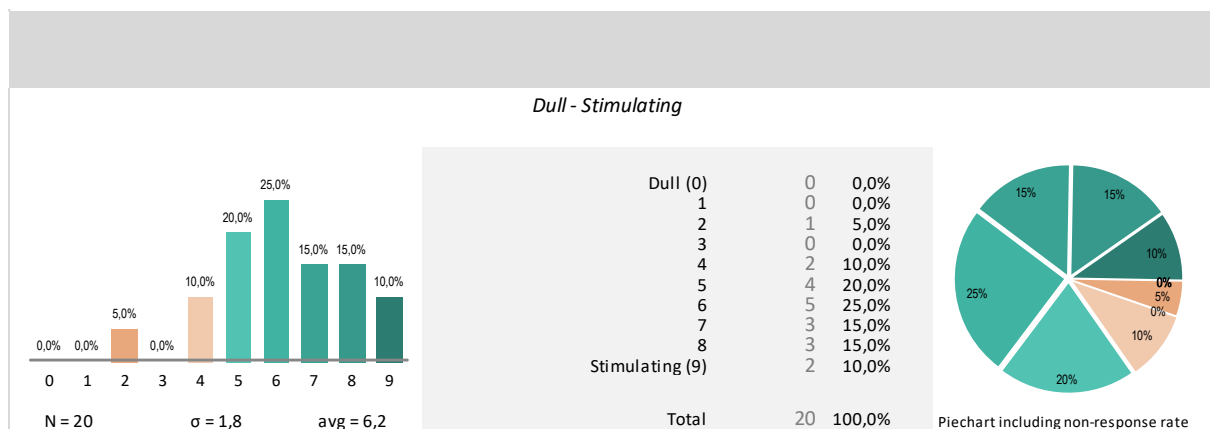 Dull - Stimulating
25,0%
20,0%
15,0% 15,0%
10,0% 10,0%
5,0%
0,0% 0,0% 0,0%
0 1 2 3 4 5 6 7 8 9
N = 20 σ = 1,8 avg = 6,2
Dull (0) 0 0,0%
1 0 0,0%
2 1 5,0%
3 0 0,0%
4 2 10,0%
5 4 20,0%
6 5 25,0%
7 3 15,0%
8 3 15,0%
Stimulating (9) 2 10,0%
Total 20 100,0%
15% 15%
10%
0%
5%
0%
25%
10%
20%
Piechart including non-response rate